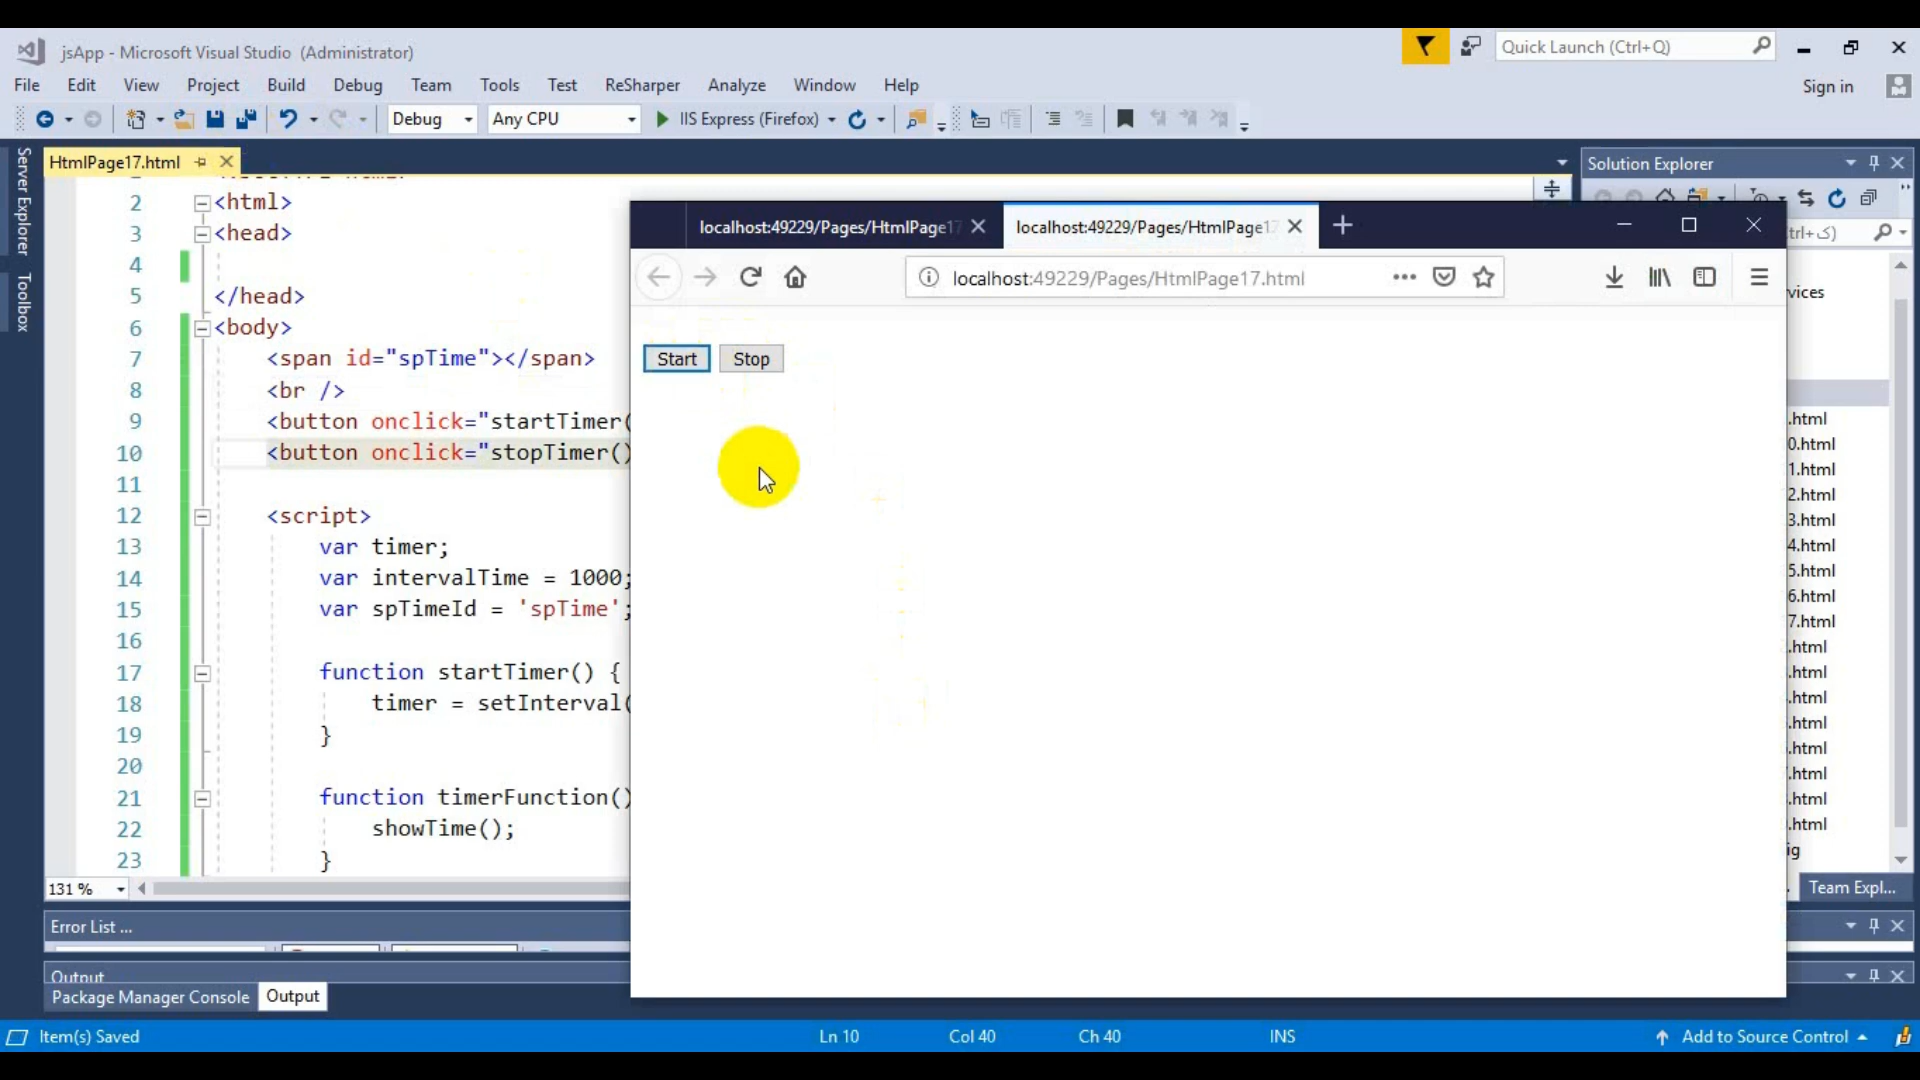 jsApp - Microsoft Visual Studio (Administrator)
Quick Launch (Ctrl+Q)
File Edit View Project Build Debug Team Tools Test ReSharper Analyze Window Help
Sign in
Debug Any CPU IIS Express (Firefox)
Server Explorer
Toolbox
HtmlPage17.html
Solution Explorer
2 <html>
3 <head>
4
5 </head>
6 <body>
7 <span id="spTime"></span>
8 <br />
9 <button onclick="startTimer(
10 <button onclick="stopTimer()
11
12 <script>
13 var timer;
14 var intervalTime = 1000;
15 var spTimeId = 'spTime';
16
17 function startTimer() {
18 timer = setInterval(
19 }
20
21 function timerFunction()
22 showTime();
23 }
131 %
localhost:49229/Pages/HtmlPage17
localhost:49229/Pages/HtmlPage17
localhost:49229/Pages/HtmlPage17.html
Start Stop
trl+ک)
vices
.html
0.html
1.html
2.html
3.html
4.html
5.html
6.html
7.html
.html
.html
.html
.html
.html
.html
.html
.html
ig
Team Expl...
Error List ...
Output
Package Manager Console Output
Item(s) Saved
Ln 10 Col 40 Ch 40 INS
Add to Source Control